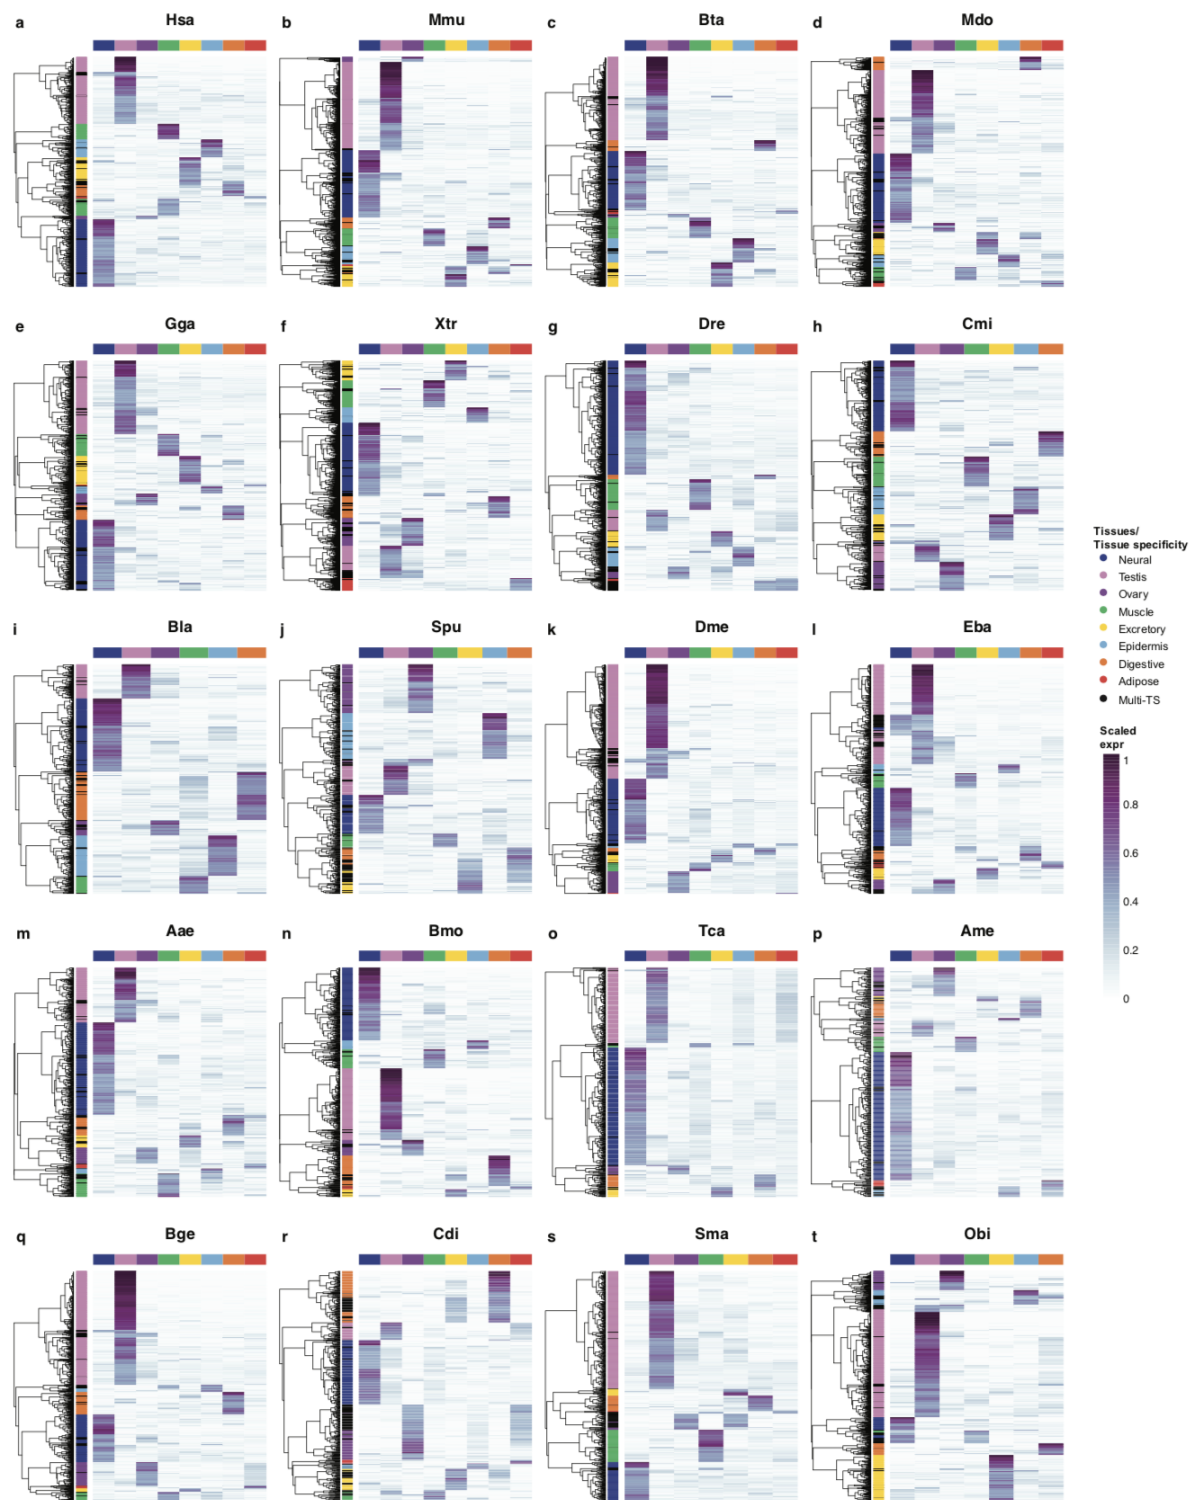 a Hsa
b Mmu
c Bta
d Mdo
e Gga
f Xtr
g Dre
h Cmi
i Bla
j Spu
k Dme
l Eba
m Aae
n Bmo
o Tca
p Ame
q Bge
r Cdi
s Sma
t Obi
Tissues/
Tissue specificity
Neural
Testis
Ovary
Muscle
Excretory
Epidermis
Digestive
Adipose
Multi-TS
Scaled
expr
1
0.8
0.6
0.4
0.2
0